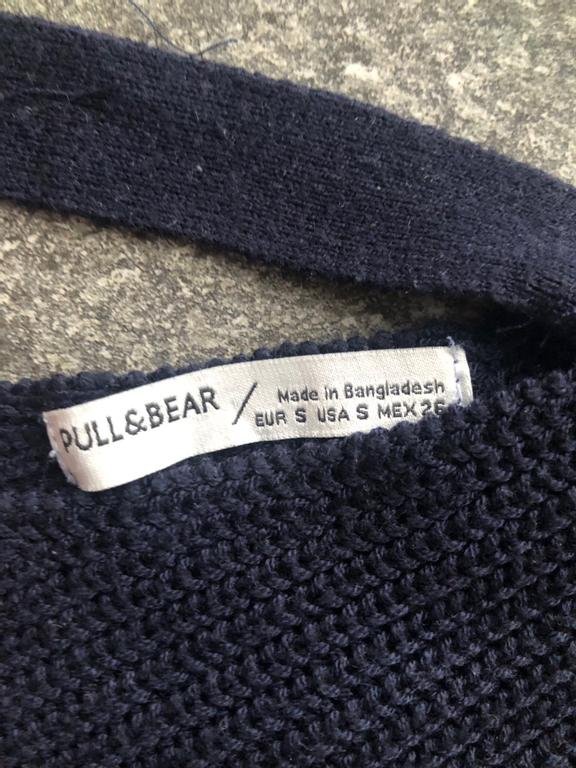 PULL&BEAR /
Made in Bangladesh
EUR S USA S MEX 26